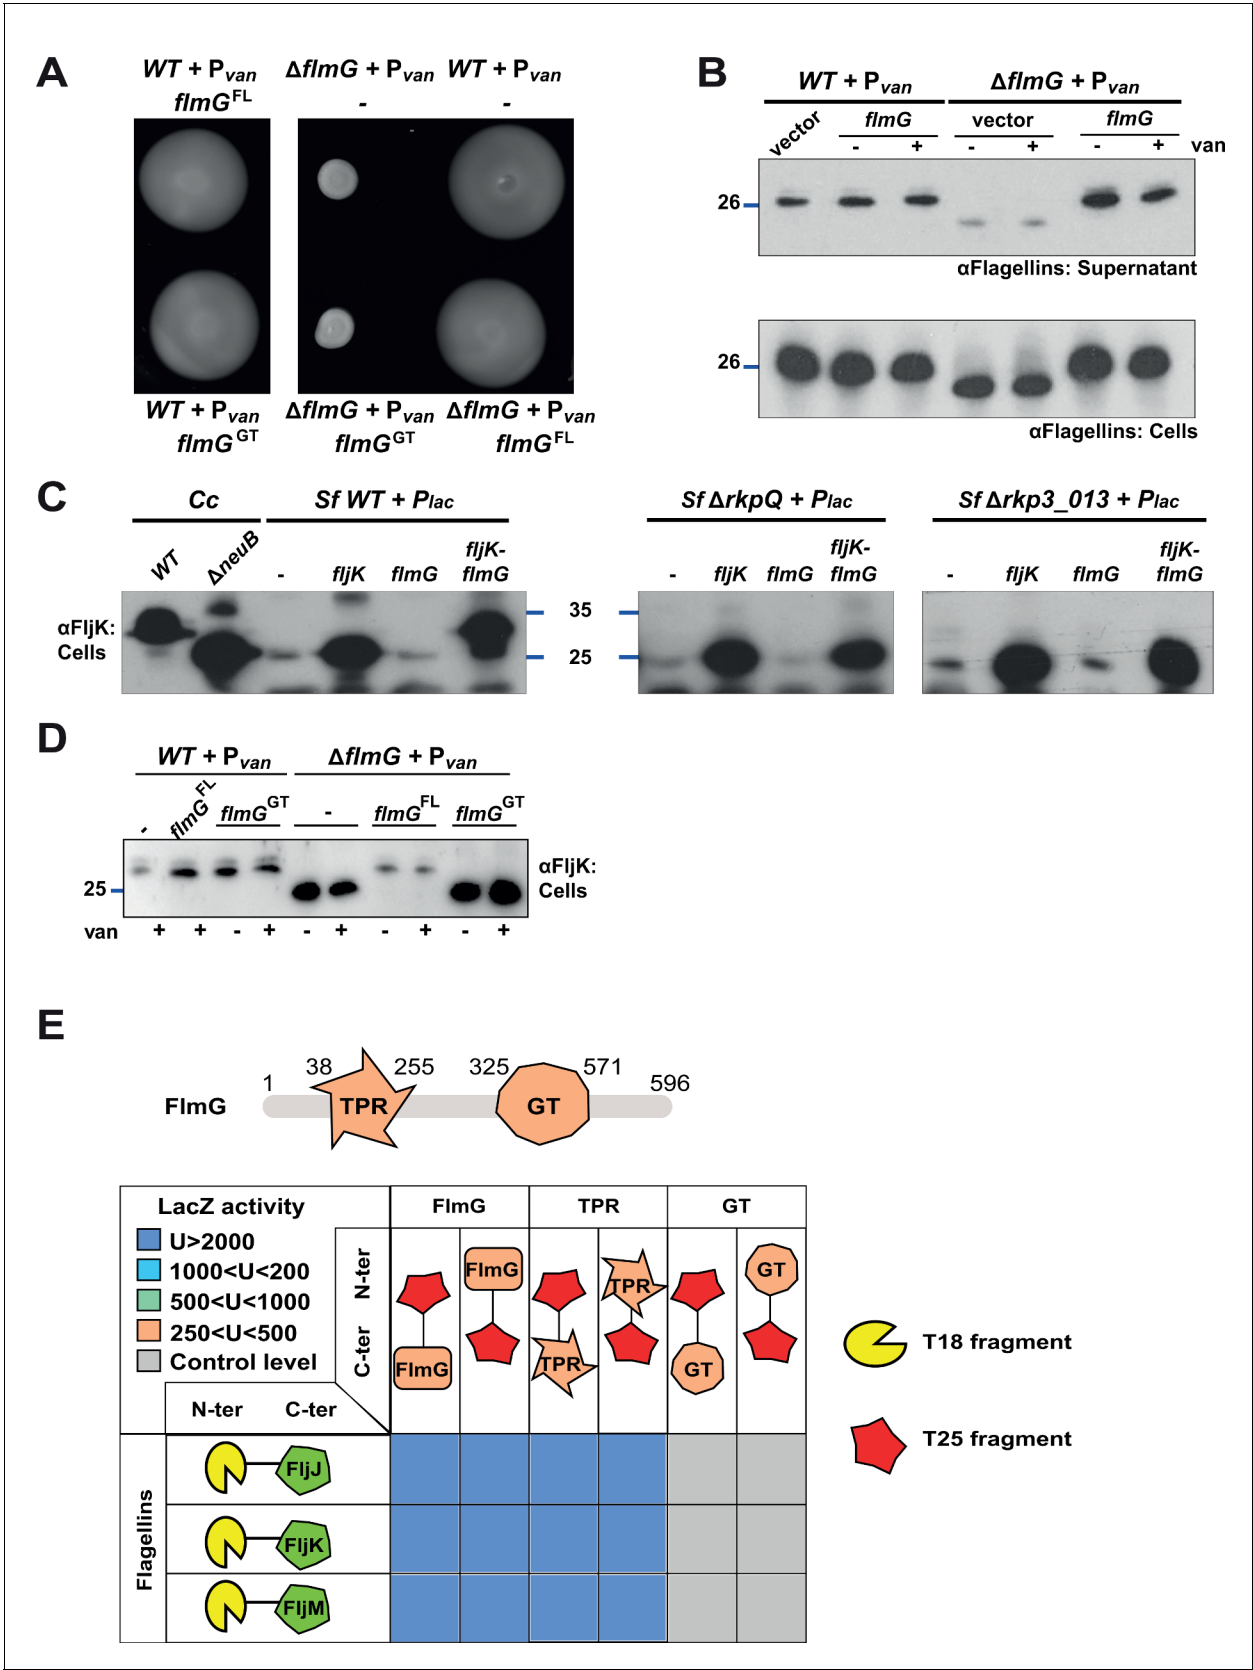 A
WT + Pvan
flmGFL
ΔflmG + Pvan
-
WT + Pvan
-
WT + Pvan
flmGGT
ΔflmG + Pvan
flmGGT
ΔflmG + Pvan
flmGFL
B
WT + Pvan
ΔflmG + Pvan
vector
flmG
vector
flmG
- + - + - + van
26
αFlagellins: Supernatant
26
αFlagellins: Cells
C
Cc
Sf WT + Plac
Sf ΔrkpQ + Plac
Sf Δrkp3_013 + Plac
WT
ΔneuB
- fljK flmG fljK-flmG
- fljK flmG fljK-flmG
- fljK flmG fljK-flmG
αFljK:
Cells
35
25
D
WT + Pvan
ΔflmG + Pvan
- flmGFL flmGGT - flmGFL flmGGT
25
αFljK:
Cells
van + + - + - + - + - +
E
1 38 255 325 571 596
FlmG TPR GT
LacZ activity
U>2000
1000<U<200
500<U<1000
250<U<500
Control level
FlmG TPR GT
C-ter N-ter
FlmG TPR GT
FlmG TPR GT
N-ter C-ter
Flagellins
FljJ
FljK
FljM
T18 fragment
T25 fragment